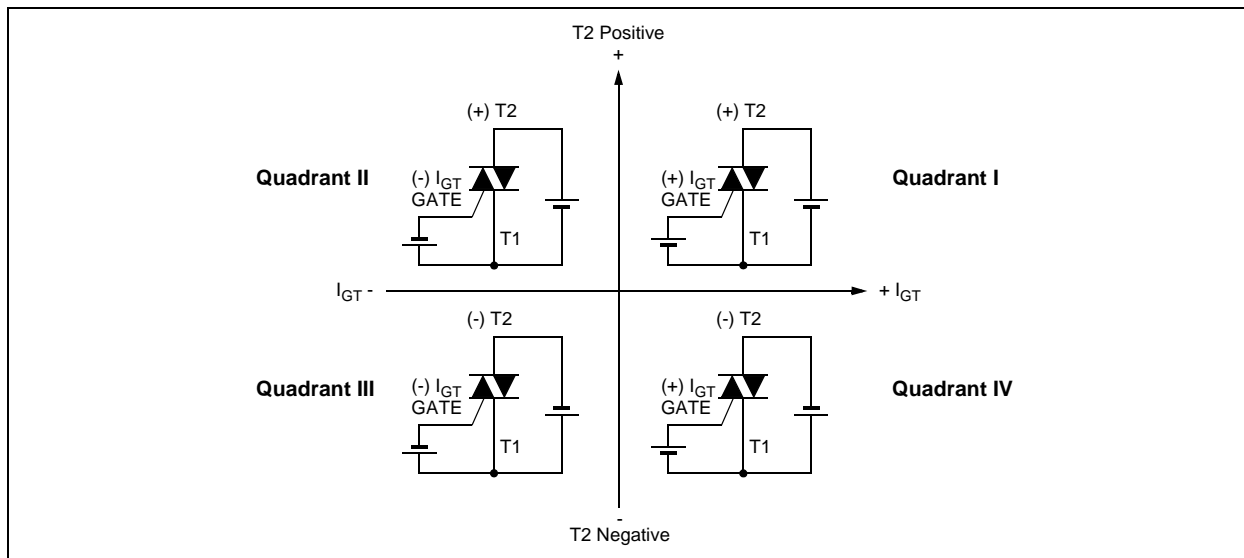 T2 Positive
+
(+) T2
Quadrant II
(-) IGT
GATE
T1
(+) T2
(+) IGT
GATE
T1
Quadrant I
IGT -
+ IGT
(-) T2
Quadrant III
(-) IGT
GATE
T1
(-) T2
(+) IGT
GATE
T1
Quadrant IV
-
T2 Negative